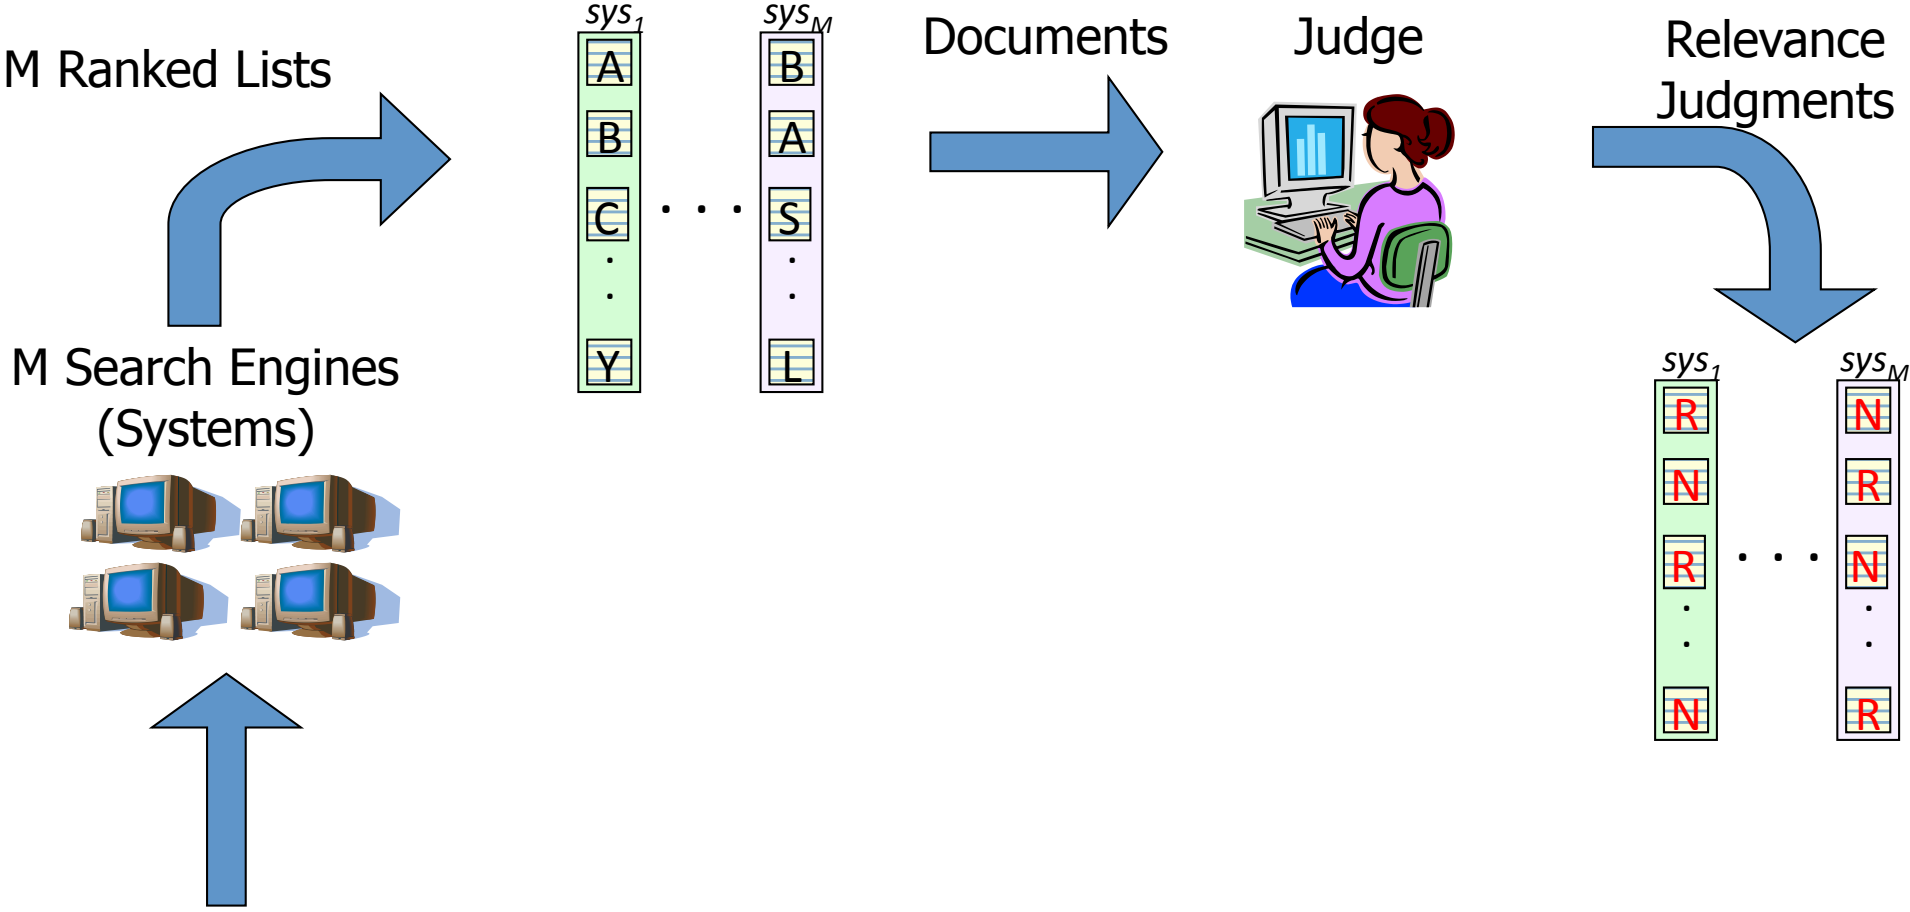 M Ranked Lists
sys1 sysM
A B
B A
C . . . S
. .
. .
Y L
Documents
Judge
Relevance
Judgments
M Search Engines
(Systems)
sys1 sysM
R N
N R
R . . . N
. .
. .
N R